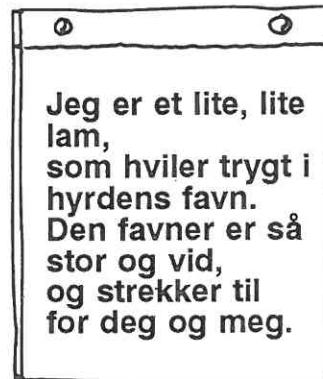 Jeg er et lite, lite
lam,
som hviler trygt i
hyrdens favn.
Den favner er så
stor og vid,
og strekker til
for deg og meg.